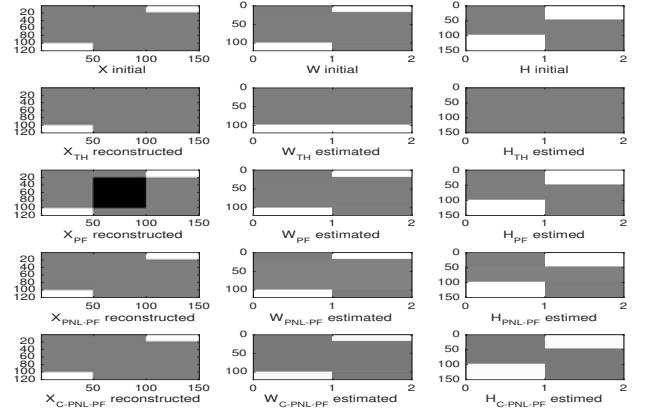 20
40
60
80
100
120
50 100 150
X initial
0
50
100
0 1 2
W initial
0
50
100
150
0 1 2
H initial
20
40
60
80
100
120
50 100 150
X_TH reconstructed
0
50
100
0 1 2
W_TH estimated
0
50
100
150
0 1 2
H_TH estimed
20
40
60
80
100
120
50 100 150
X_PF reconstructed
0
50
100
0 1 2
W_PF estimated
0
50
100
150
0 1 2
H_PF estimed
20
40
60
80
100
120
50 100 150
X_PNL-PF reconstructed
0
50
100
0 1 2
W_PNL-PF estimated
0
50
100
150
0 1 2
H_PNL-PF estimed
20
40
60
80
100
120
50 100 150
X_C-PNL-PF reconstructed
0
50
100
0 1 2
W_C-PNL-PF estimated
0
50
100
150
0 1 2
H_C-PNL-PF estimed